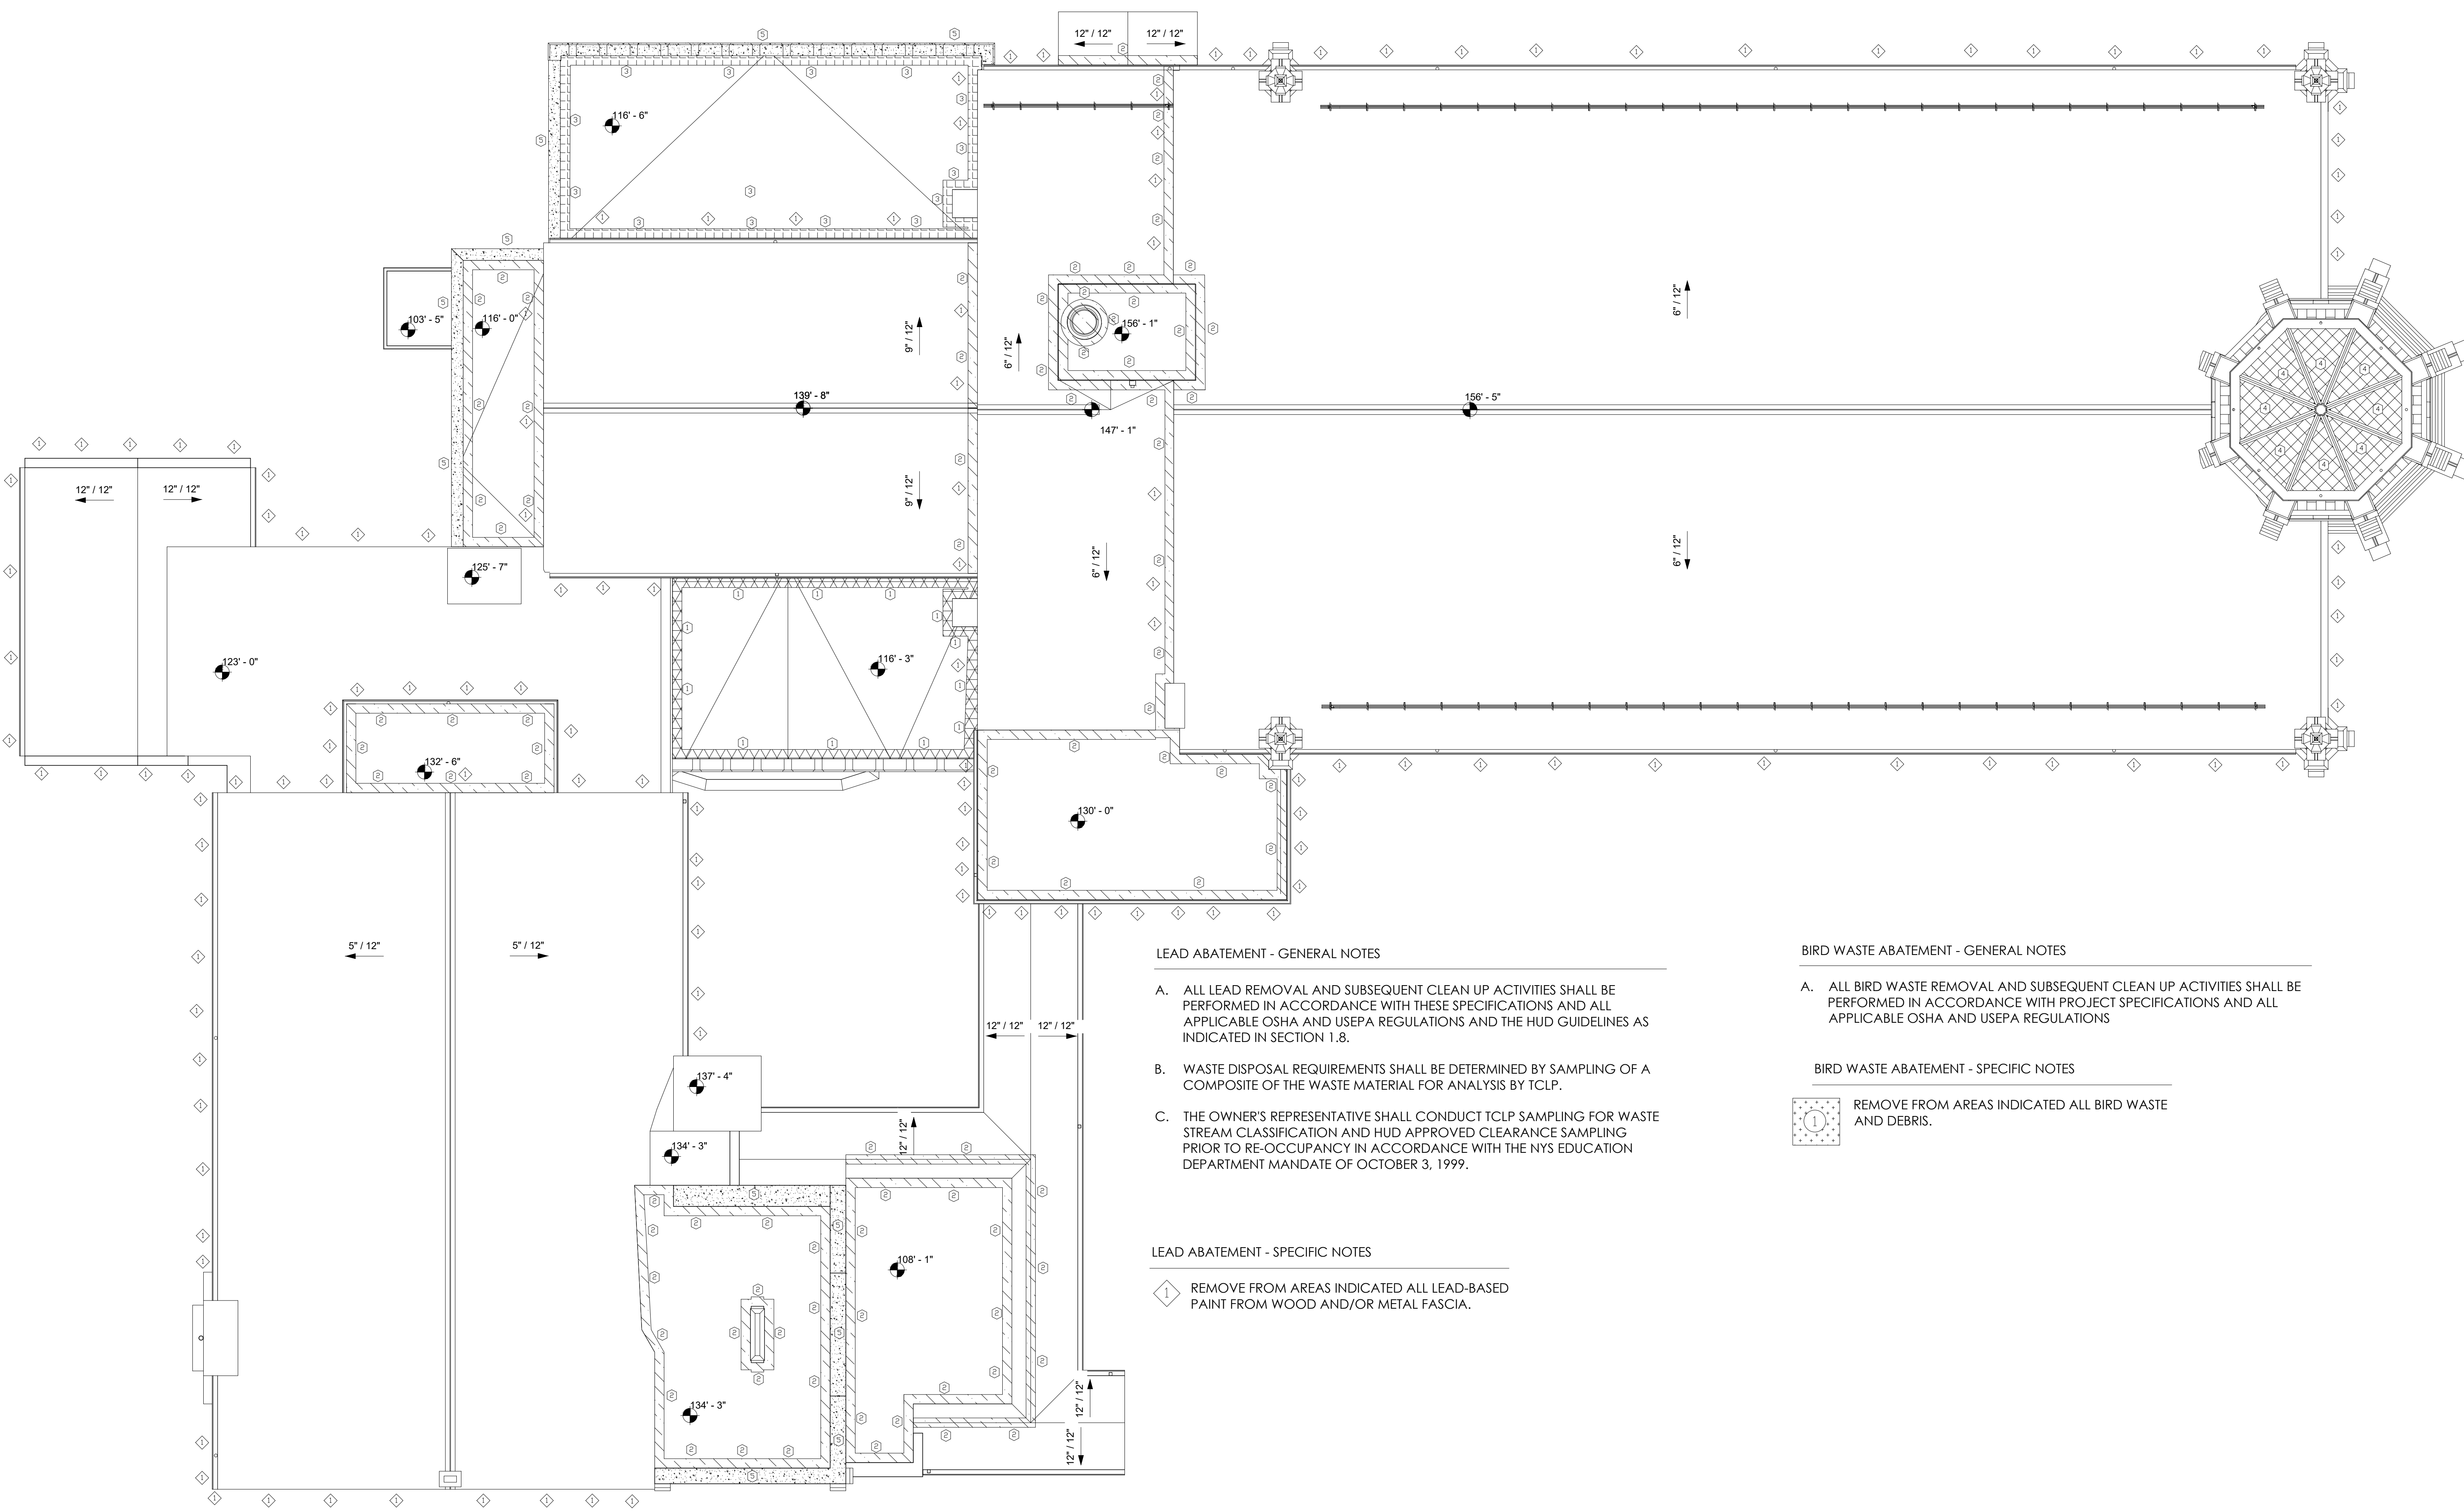 12" / 12"
12" / 12"
116' - 6"
103' - 5"
116' - 0"
156' - 1"
9" / 12"
6" / 12"
6" / 12"
139' - 8"
147' - 1"
156' - 5"
12" / 12"
12" / 12"
9" / 12"
6" / 12"
6" / 12"
125' - 7"
123' - 0"
116' - 3"
132' - 6"
130' - 0"
5" / 12"
5" / 12"
12" / 12"
12" / 12"
137' - 4"
134' - 3"
12" / 12"
108' - 1"
134' - 3"
12" / 12"
12" / 12"
LEAD ABATEMENT - GENERAL NOTES
A. ALL LEAD REMOVAL AND SUBSEQUENT CLEAN UP ACTIVITIES SHALL BE
PERFORMED IN ACCORDANCE WITH THESE SPECIFICATIONS AND ALL
APPLICABLE OSHA AND USEPA REGULATIONS AND THE HUD GUIDELINES AS
INDICATED IN SECTION 1.8.
B. WASTE DISPOSAL REQUIREMENTS SHALL BE DETERMINED BY SAMPLING OF A
COMPOSITE OF THE WASTE MATERIAL FOR ANALYSIS BY TCLP.
C. THE OWNER'S REPRESENTATIVE SHALL CONDUCT TCLP SAMPLING FOR WASTE
STREAM CLASSIFICATION AND HUD APPROVED CLEARANCE SAMPLING
PRIOR TO RE-OCCUPANCY IN ACCORDANCE WITH THE NYS EDUCATION
DEPARTMENT MANDATE OF OCTOBER 3, 1999.
LEAD ABATEMENT - SPECIFIC NOTES
1 REMOVE FROM AREAS INDICATED ALL LEAD-BASED
PAINT FROM WOOD AND/OR METAL FASCIA.
BIRD WASTE ABATEMENT - GENERAL NOTES
A. ALL BIRD WASTE REMOVAL AND SUBSEQUENT CLEAN UP ACTIVITIES SHALL BE
PERFORMED IN ACCORDANCE WITH PROJECT SPECIFICATIONS AND ALL
APPLICABLE OSHA AND USEPA REGULATIONS
BIRD WASTE ABATEMENT - SPECIFIC NOTES
1 REMOVE FROM AREAS INDICATED ALL BIRD WASTE
AND DEBRIS.